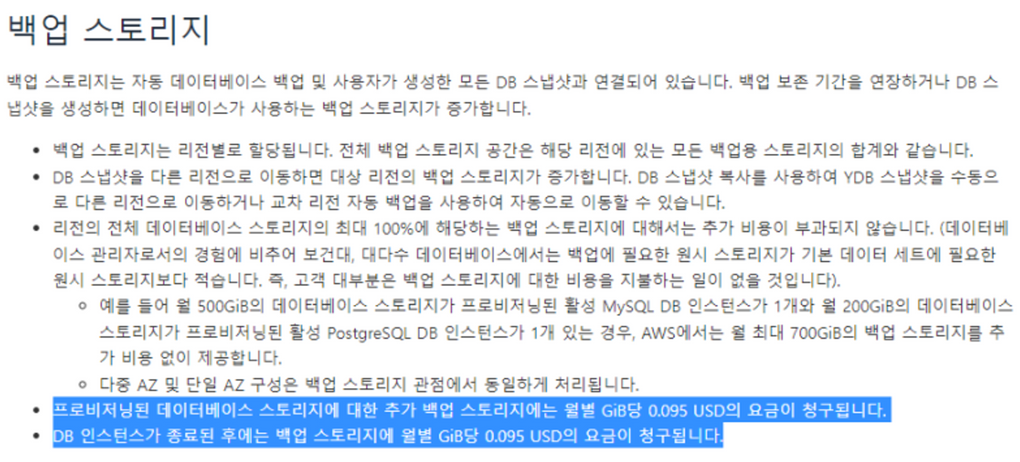 백업 스토리지
백업 스토리지는 자동 데이터베이스 백업 및 사용자가 생성한 모든 DB 스냅샷과 연결되어 있습니다. 백업 보존 기간을 연장하거나 DB 스
냅샷을 생성하면 데이터베이스가 사용하는 백업 스토리지가 증가합니다.
• 백업 스토리지는 리전별로 할당됩니다. 전체 백업 스토리지 공간은 해당 리전에 있는 모든 백업용 스토리지의 합계와 같습니다.
• DB 스냅샷을 다른 리전으로 이동하면 대상 리전의 백업 스토리지가 증가합니다. DB 스냅샷 복사를 사용하여 YDB 스냅샷을 수동으
로 다른 리전으로 이동하거나 교차 리전 자동 백업을 사용하여 자동으로 이동할 수 있습니다.
• 리전의 전체 데이터베이스 스토리지의 최대 100%에 해당하는 백업 스토리지에 대해서는 추가 비용이 부과되지 않습니다. (데이터베
이스 관리자로서의 경험에 비추어 보건대, 대다수 데이터베이스에서는 백업에 필요한 원시 스토리지가 기본 데이터 세트에 필요한
원시 스토리지보다 적습니다. 즉, 고객 대부분은 백업 스토리지에 대한 비용을 지불하는 일이 없을 것입니다).
◦ 예를 들어 월 500GiB의 데이터베이스 스토리지가 프로비저닝된 활성 MySQL DB 인스턴스가 1개와 월 200GiB의 데이터베이스
스토리지가 프로비저닝된 활성 PostgreSQL DB 인스턴스가 1개 있는 경우, AWS에서는 월 최대 700GiB의 백업 스토리지를 추
가 비용 없이 제공합니다.
◦ 다중 AZ 및 단일 AZ 구성은 백업 스토리지 관점에서 동일하게 처리됩니다.
• 프로비저닝된 데이터베이스 스토리지에 대한 추가 백업 스토리지에는 월별 GiB당 0.095 USD의 요금이 청구됩니다.
• DB 인스턴스가 종료된 후에는 백업 스토리지에 월별 GiB당 0.095 USD의 요금이 청구됩니다.